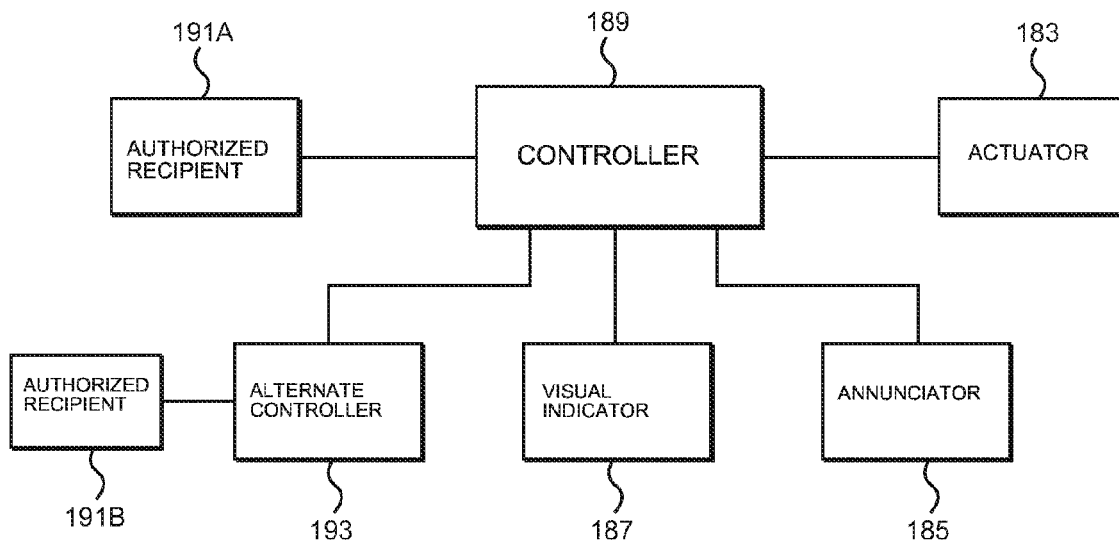 191A
189
183
AUTHORIZED
RECIPIENT
CONTROLLER
ACTUATOR
AUTHORIZED
RECIPIENT
ALTERNATE
CONTROLLER
VISUAL
INDICATOR
ANNUNCIATOR
191B
193
187
185